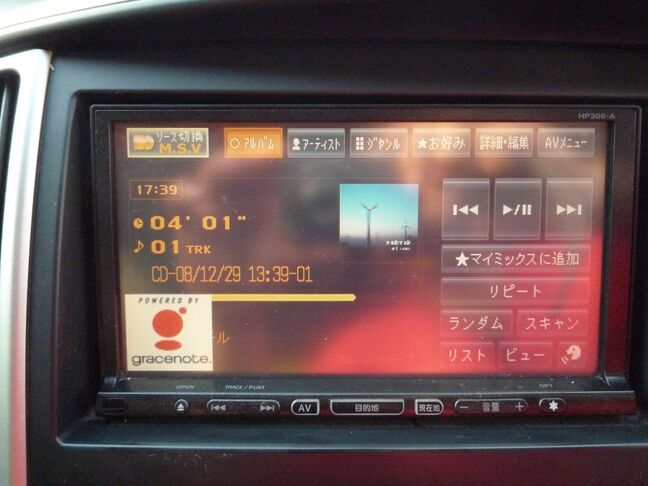 HP308-A
ソース切換
M.S.V
アルバム
アーティスト
ジャンル
★お好み
詳細・編集
AVメニュー
17:39
04' 01"
01 TRK
CD-08/12/29 13:39-01
★マイミックスに追加
リピート
ランダム
スキャン
リスト
ビュー
POWERED BY
gracenote.
OPEN
TRACK / P.LIST
AV
目的地
現在地
− 音量 +